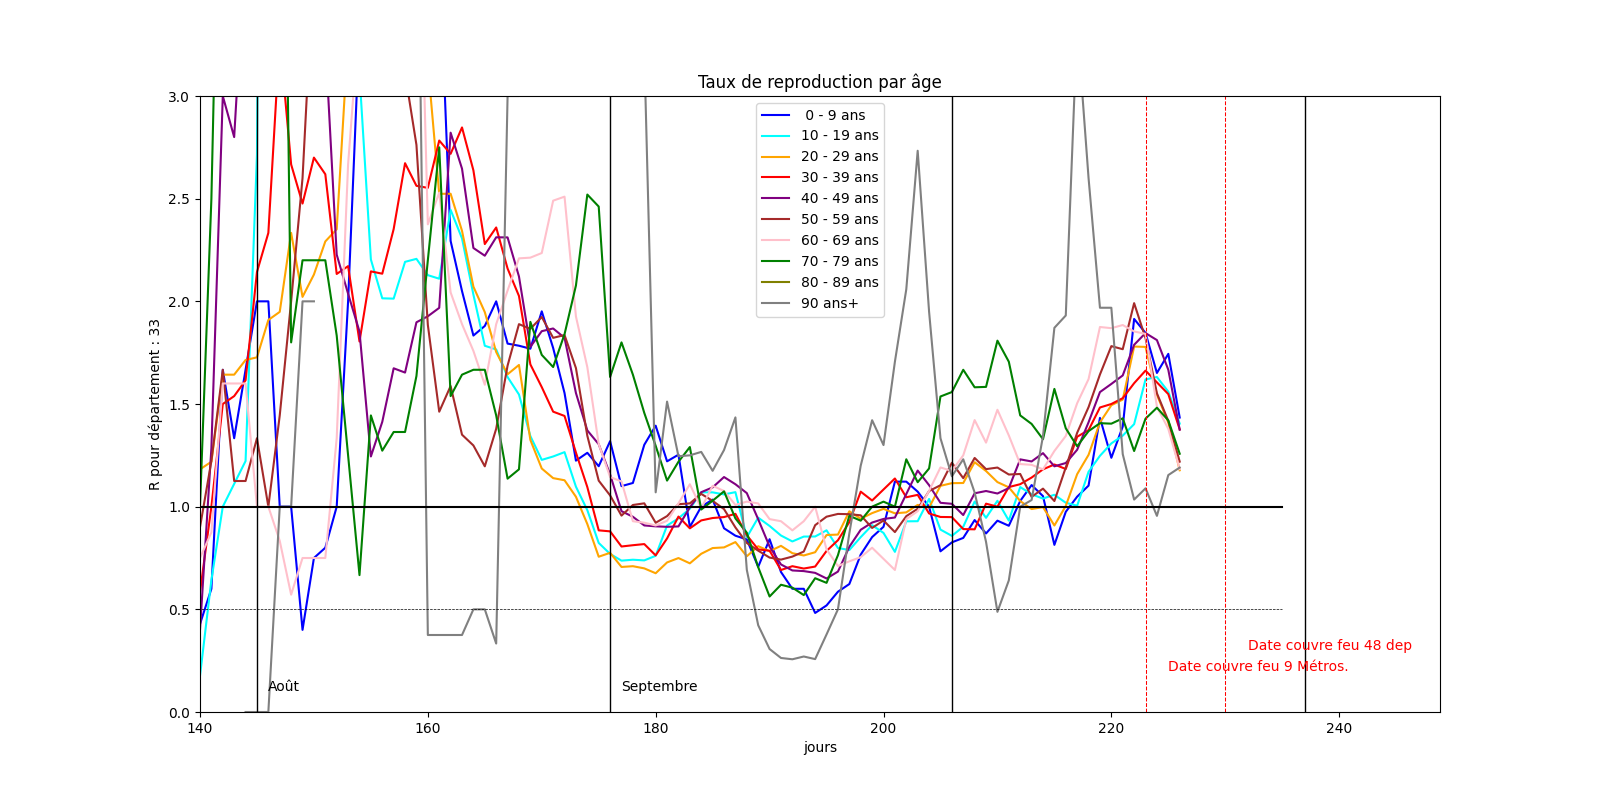 Taux de reproduction par âge
R pour département : 33
3.0
2.5
2.0
1.5
1.0
0.5
0.0
0 - 9 ans
10 - 19 ans
20 - 29 ans
30 - 39 ans
40 - 49 ans
50 - 59 ans
60 - 69 ans
70 - 79 ans
80 - 89 ans
90 ans+
Date couvre feu 48 dep
Date couvre feu 9 Métros.
Août
Septembre
140
160
180
200
220
240
jours